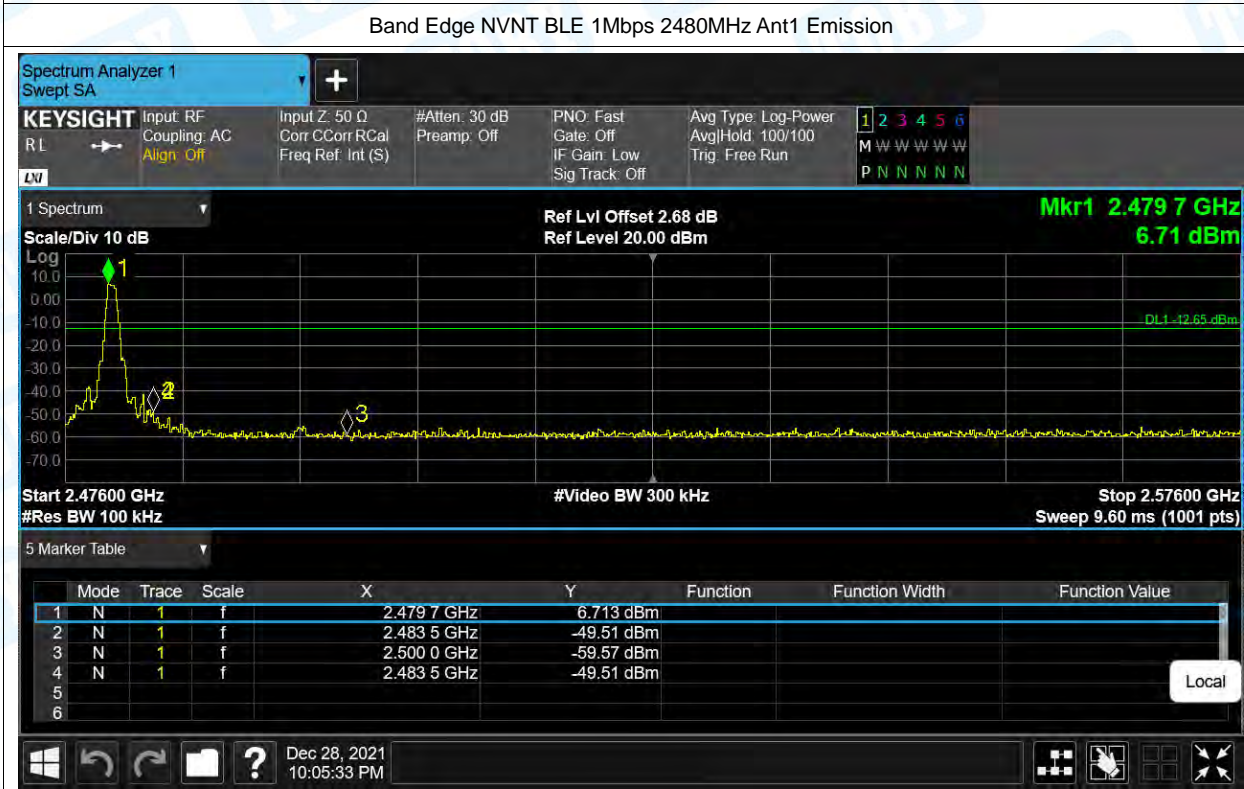 Band Edge NVNT BLE 1Mbps 2480MHz Ant1 Emission
Spectrum Analyzer 1
Swept SA
+
KEYSIGHT Input: RF Input Z: 50 Ω #Atten: 30 dB PNO: Fast Avg Type: Log-Power 1 2 3 4 5 6
R L Coupling: AC Corr CCorr RCal Preamp: Off Gate: Off Avg|Hold: 100/100 M W W W W W
Align: Off Freq Ref: Int (S) IF Gain: Low Trig: Free Run
LXI Sig Track: Off P N N N N N
1 Spectrum Ref Lvl Offset 2.68 dB Mkr1 2.479 7 GHz
Scale/Div 10 dB Ref Level 20.00 dBm 6.71 dBm
Log
1
10.0
0.00
-10.0 DL1 -12.65 dBm
-20.0
-30.0
-40.0
-50.0 3
-60.0
-70.0
Start 2.47600 GHz #Video BW 300 kHz Stop 2.57600 GHz
#Res BW 100 kHz Sweep 9.60 ms (1001 pts)
5 Marker Table
Mode Trace Scale X Y Function Function Width Function Value
1 N 1 f 2.479 7 GHz 6.713 dBm
2 N 1 f 2.483 5 GHz -49.51 dBm
3 N 1 f 2.500 0 GHz -59.57 dBm
4 N 1 f 2.483 5 GHz -49.51 dBm
5
6
Local
? Dec 28, 2021
10:05:33 PM